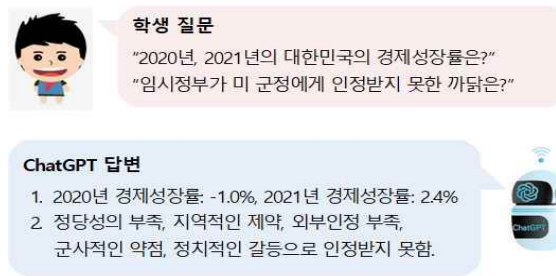 학생 질문
“2020년, 2021년의 대한민국의 경제성장률은?”
“임시정부가 미 군정에게 인정받지 못한 까닭은?”
ChatGPT 답변
1. 2020년 경제성장률: -1.0%, 2021년 경제성장률: 2.4%
2 정당성의 부족, 지역적인 제약, 외부인정 부족,
군사적인 약점, 정치적인 갈등으로 인정받지 못함.
ChatGPT